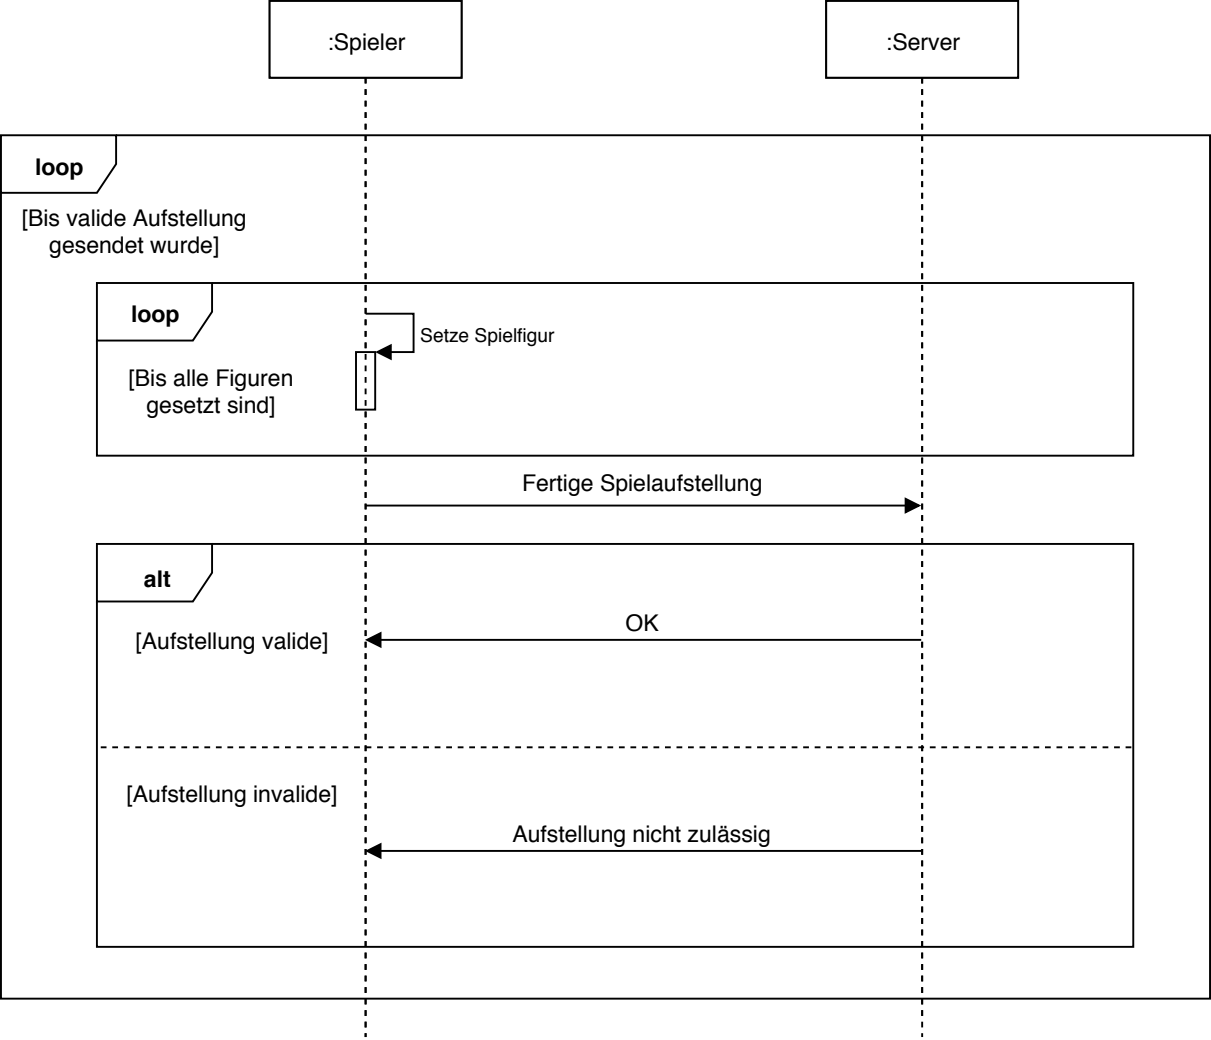 :Spieler
:Server
loop
[Bis valide Aufstellung
gesendet wurde]
loop
Setze Spielfigur
[Bis alle Figuren
gesetzt sind]
Fertige Spielaufstellung
alt
OK
[Aufstellung valide]
[Aufstellung invalide]
Aufstellung nicht zulässig